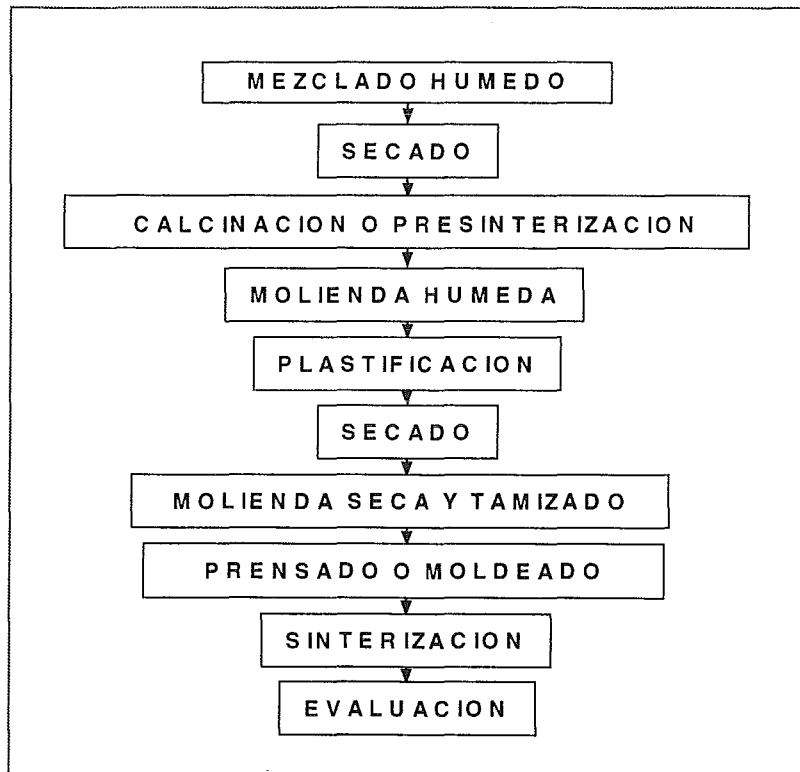 MEZCLADO HUMEDO
SECADO
CALCINACION O PRESINTERIZACION
MOLIENDA HUMEDA
PLASTIFICACION
SECADO
MOLIENDA SECA Y TAMIZADO
PRENSADO O MOLDEADO
SINTERIZACION
EVALUACION